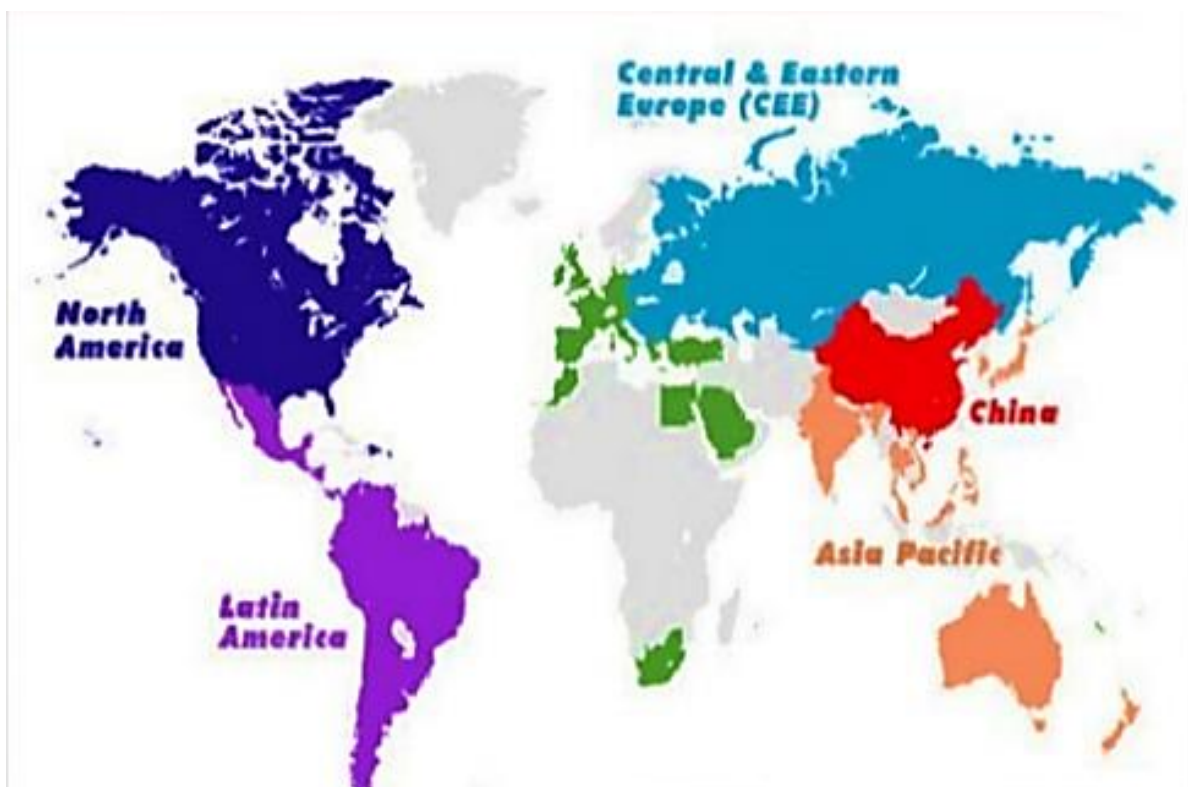 Central & Eastern
Europe (CEE)
North
America
China
Asia Pacific
Latin
America